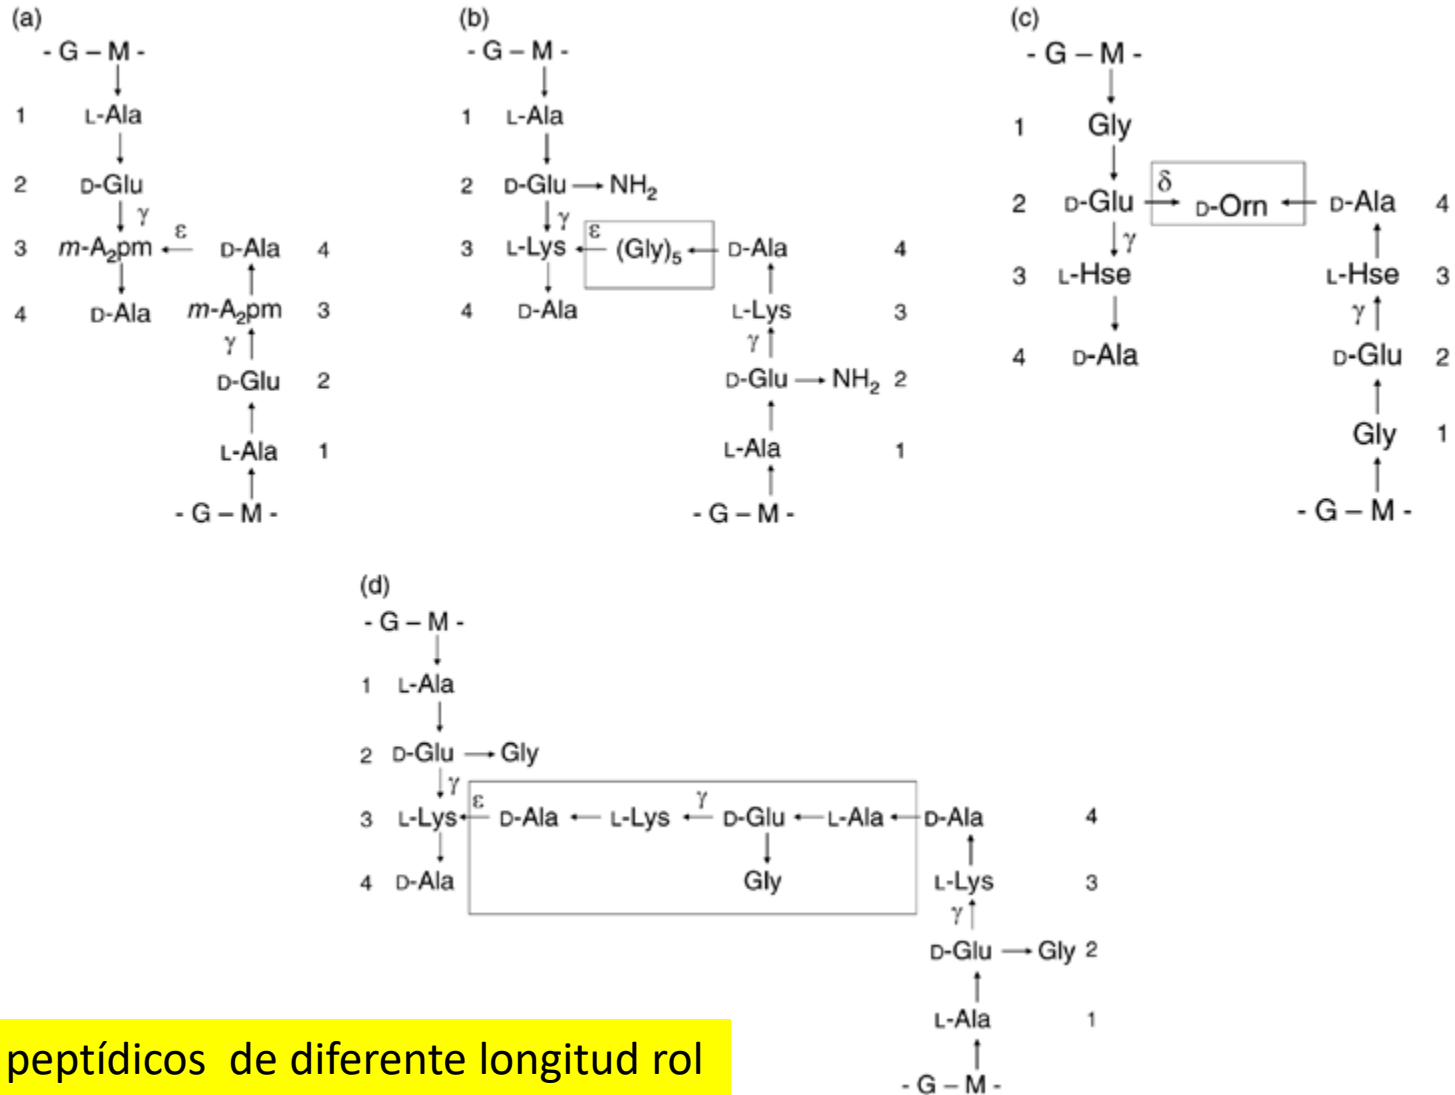 (a)
- G – M -
1 L-Ala
2 D-Glu
γ
3 m-A₂pm ε D-Ala 4
4 D-Ala m-A₂pm 3
γ
D-Glu 2
L-Ala 1
- G – M -
(b)
- G – M -
1 L-Ala
2 D-Glu → NH₂
γ
3 L-Lys ← ε (Gly)₅ ← D-Ala 4
4 D-Ala L-Lys 3
γ
D-Glu → NH₂ 2
L-Ala 1
- G – M -
(c)
- G – M -
1 Gly
2 D-Glu → δ D-Orn ← D-Ala 4
γ
3 L-Hse L-Hse 3
γ
4 D-Ala D-Glu 2
Gly 1
- G – M -
(d)
- G – M -
1 L-Ala
2 D-Glu → Gly
γ
3 L-Lys ← ε D-Ala ← L-Lys ← γ D-Glu ← L-Ala ← D-Ala 4
4 D-Ala Gly L-Lys 3
γ
D-Glu → Gly 2
L-Ala 1
- G – M -
peptídicos de diferente longitud rol